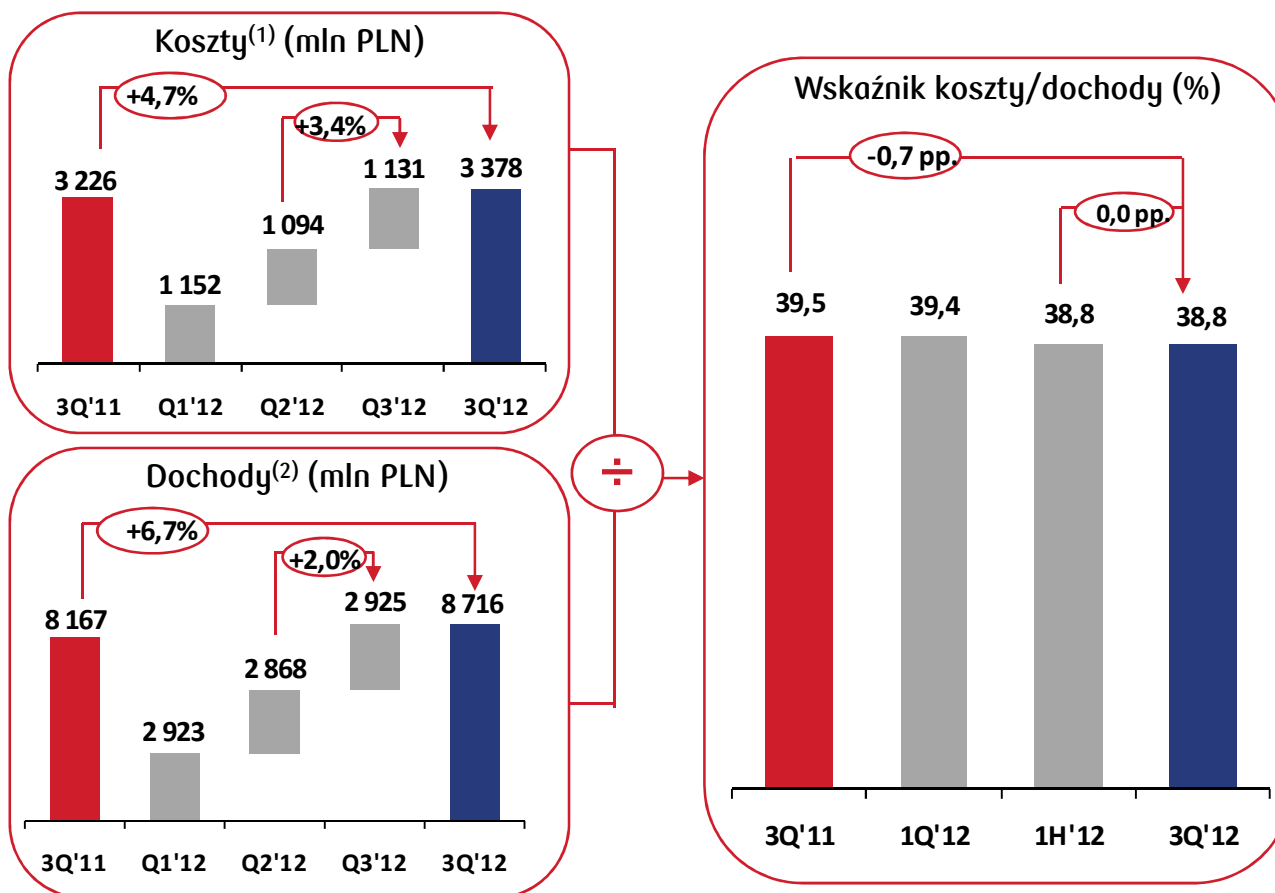 Koszty(1) (mln PLN)
+4,7%
+3,4%
3 226
1 152
1 094
1 131
3 378
3Q'11 Q1'12 Q2'12 Q3'12 3Q'12
Dochody(2) (mln PLN)
+6,7%
+2,0%
8 167
2 923
2 868
2 925
8 716
3Q'11 Q1'12 Q2'12 Q3'12 3Q'12
÷
Wskaźnik koszty/dochody (%)
-0,7 pp.
0,0 pp.
39,5 39,4 38,8 38,8
3Q'11 1Q'12 1H'12 3Q'12